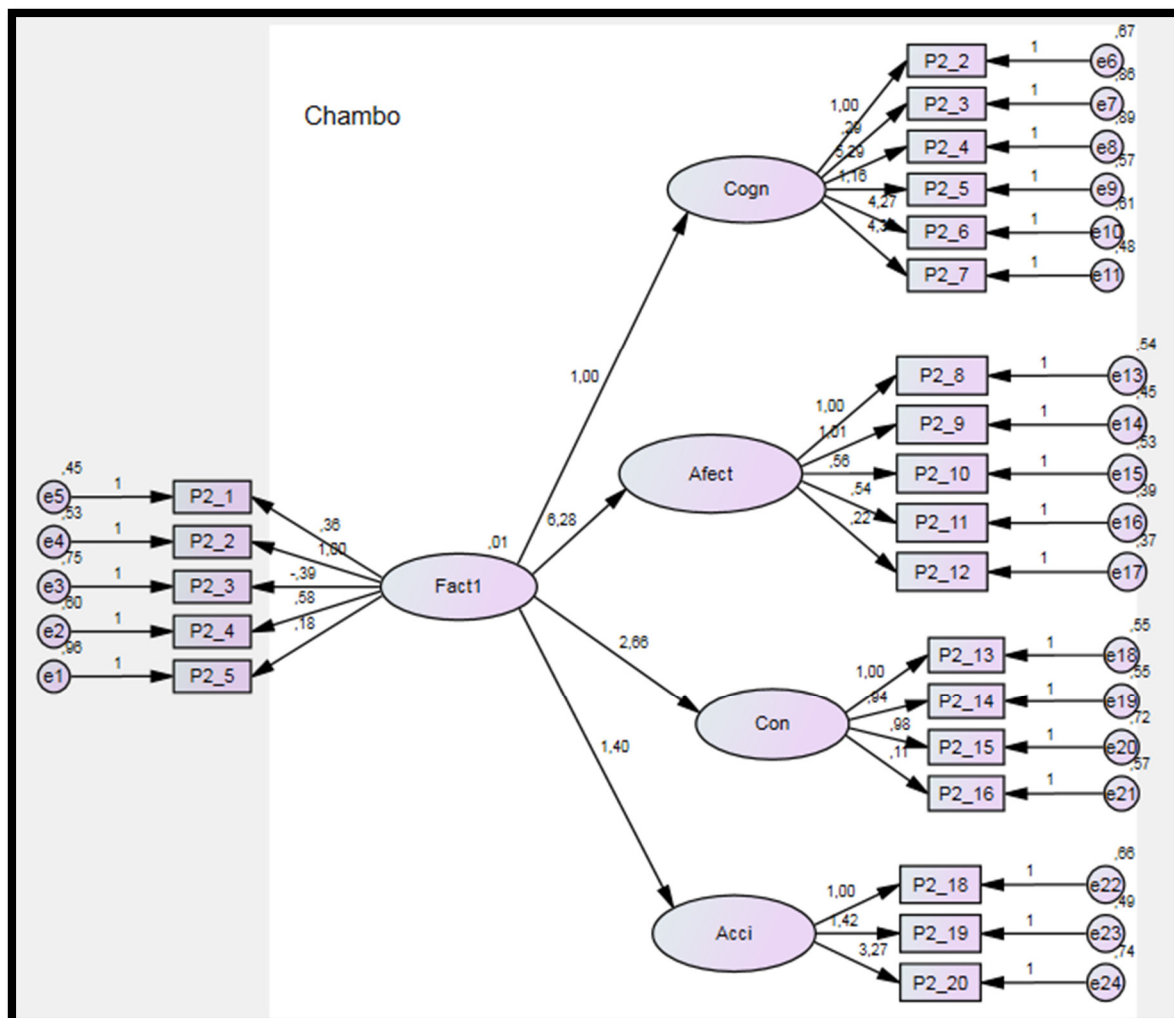 Chambo
,67
P2_2 1 e6
1,00 ,86
P2_3 1 e7
,29 ,89
P2_4 1 e8
5,29 ,57
Cogn 1,16 P2_5 1 e9
4,27 ,61
P2_6 1 e10
,48
P2_7 1 e11
1,00
,54
P2_8 1 e13
1,00 ,45
P2_9 1 e14
1,01 ,53
Afect ,56 P2_10 1 e15
,54 ,39
P2_11 1 e16
,22 ,37
P2_12 1 e17
6,28
,45
e5 1 P2_1
,53 ,36
e4 1 P2_2
,75 1,00
e3 1 P2_3 -,39 Fact1 ,01
,60 ,58
e2 1 P2_4
,96 ,18
e1 1 P2_5
2,66
,55
P2_13 1 e18
1,00 ,55
P2_14 1 e19
,94 ,72
Con ,98 P2_15 1 e20
,11 ,57
P2_16 1 e21
1,40
,66
P2_18 1 e22
1,00 ,49
Acci 1,42 P2_19 1 e23
3,27 ,74
P2_20 1 e24